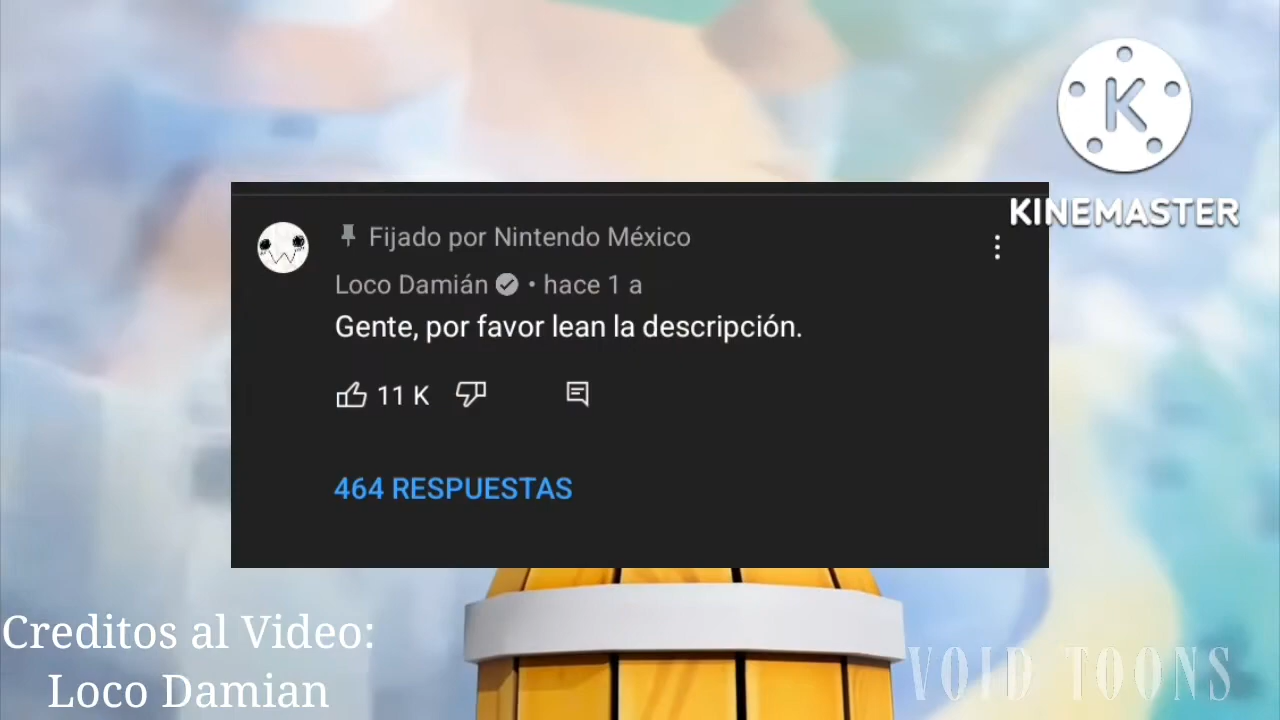 K
KINEMASTER
Fijado por Nintendo México
Loco Damián • hace 1 a
Gente, por favor lean la descripción.
11 K
464 RESPUESTAS
Creditos al Video:
Loco Damian
VOID TOONS